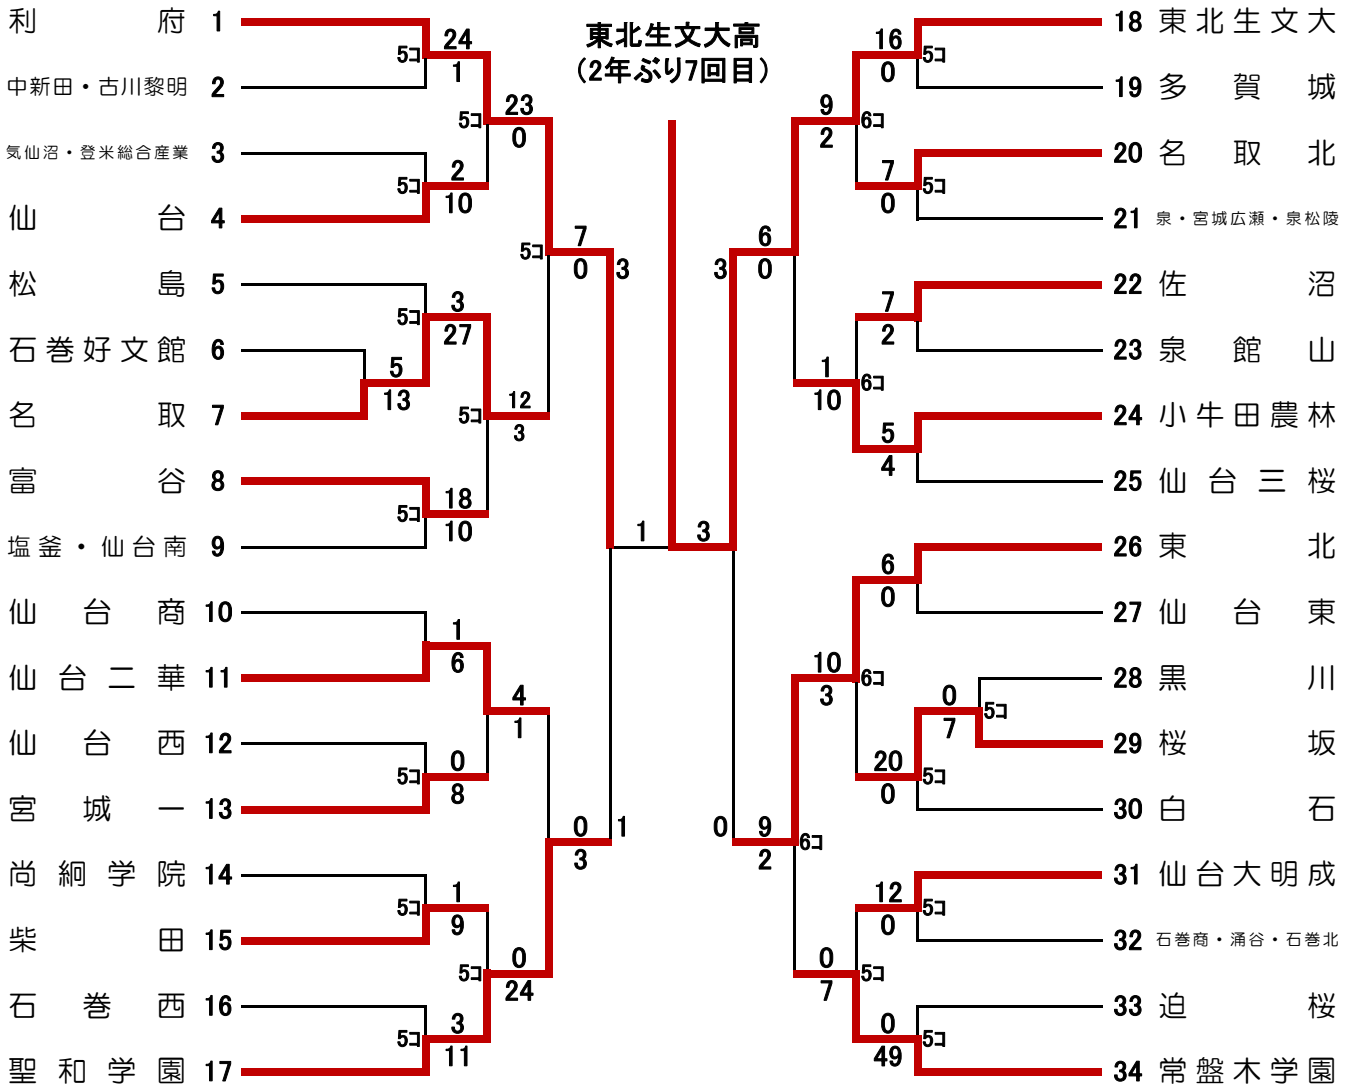 東北生文大高
（2年ぶり7回目）
利府 1
中新田・古川黎明 2
気仙沼・登米総合産業 3
仙台 4
松島 5
石巻好文館 6
名取 7
富谷 8
塩釜・仙台南 9
仙台商 10
仙台二華 11
仙台西 12
宮城一 13
尚絅学院 14
柴田 15
石巻西 16
聖和学園 17
5コ 24
1
5コ 2
10
5コ 3
27
5
13
5コ 18
10
1
6
5コ 0
8
5コ 1
9
5コ 3
11
5コ 23
0
5コ 12
3
4
1
5コ 0
24
5コ 7
0
0
3
3
1
1
3
3
0
6
0
9 6コ
2
9 6コ
2
1 6コ
10
10 6コ
3
0 5コ
7
16 5コ
0
7 5コ
0
7
2
5
4
6
0
0 5コ
7
20 5コ
0
12 5コ
0
0 5コ
49
18 東北生文大
19 多賀城
20 名取北
21 泉・宮城広瀬・泉松陵
22 佐沼
23 泉館山
24 小牛田農林
25 仙台三桜
26 東北
27 仙台東
28 黒川
29 桜坂
30 白石
31 仙台大明成
32 石巻商・涌谷・石巻北
33 迫桜
34 常盤木学園